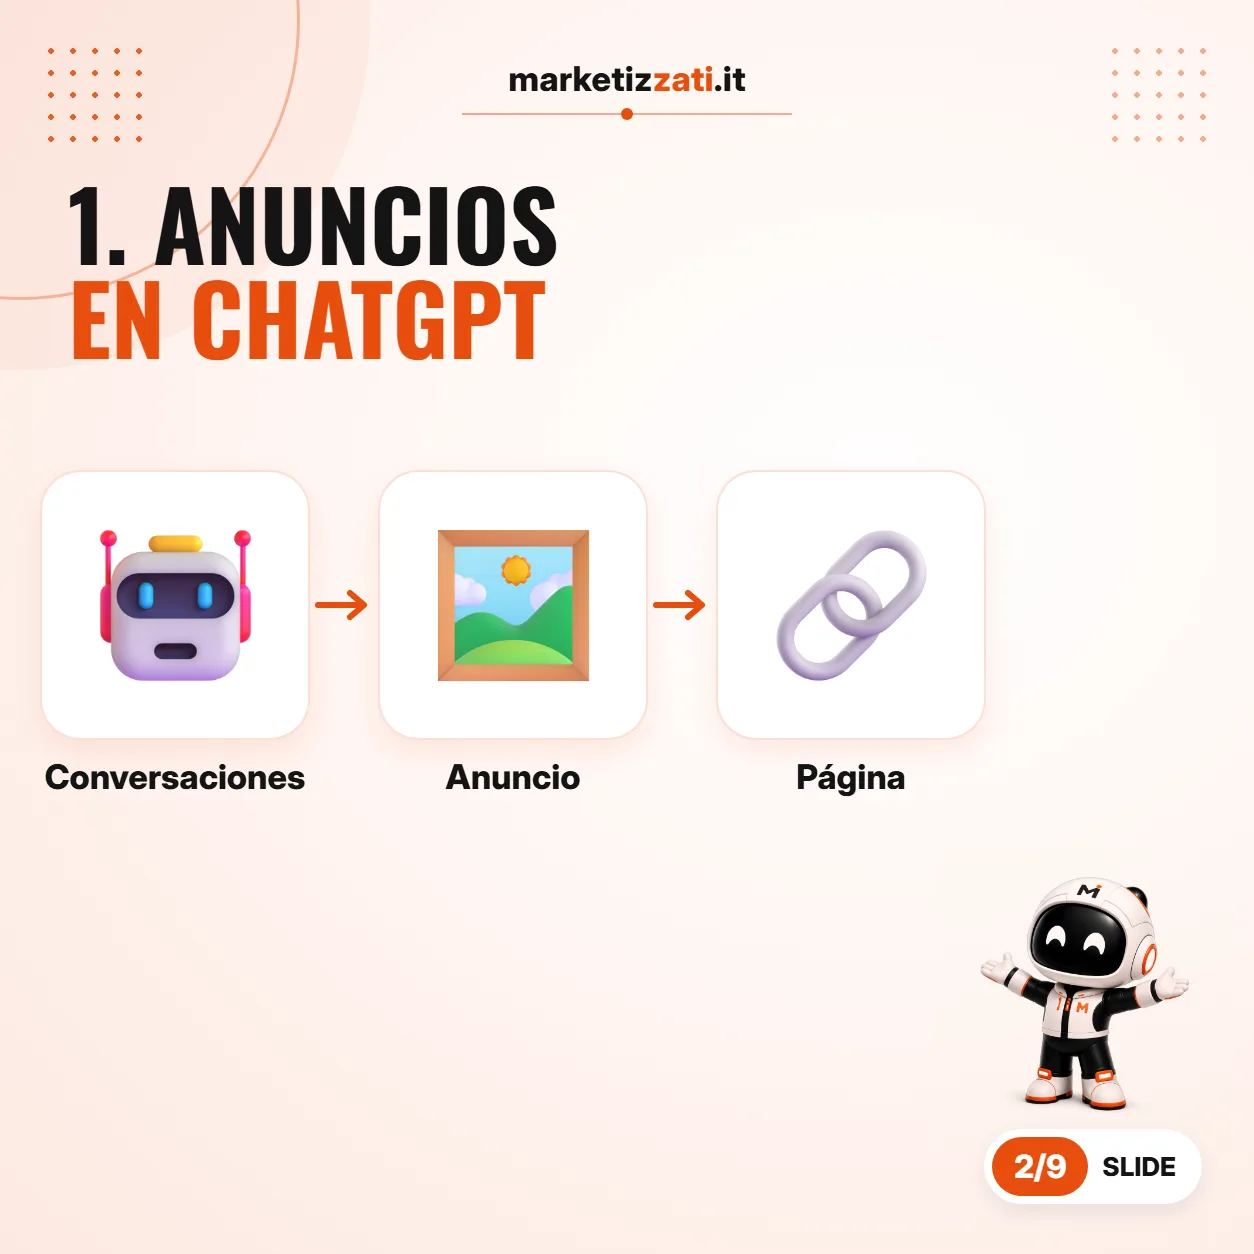 marketizzati.it
1. ANUNCIOS
EN CHATGPT
Conversaciones
Anuncio
Página
M
2/9 SLIDE